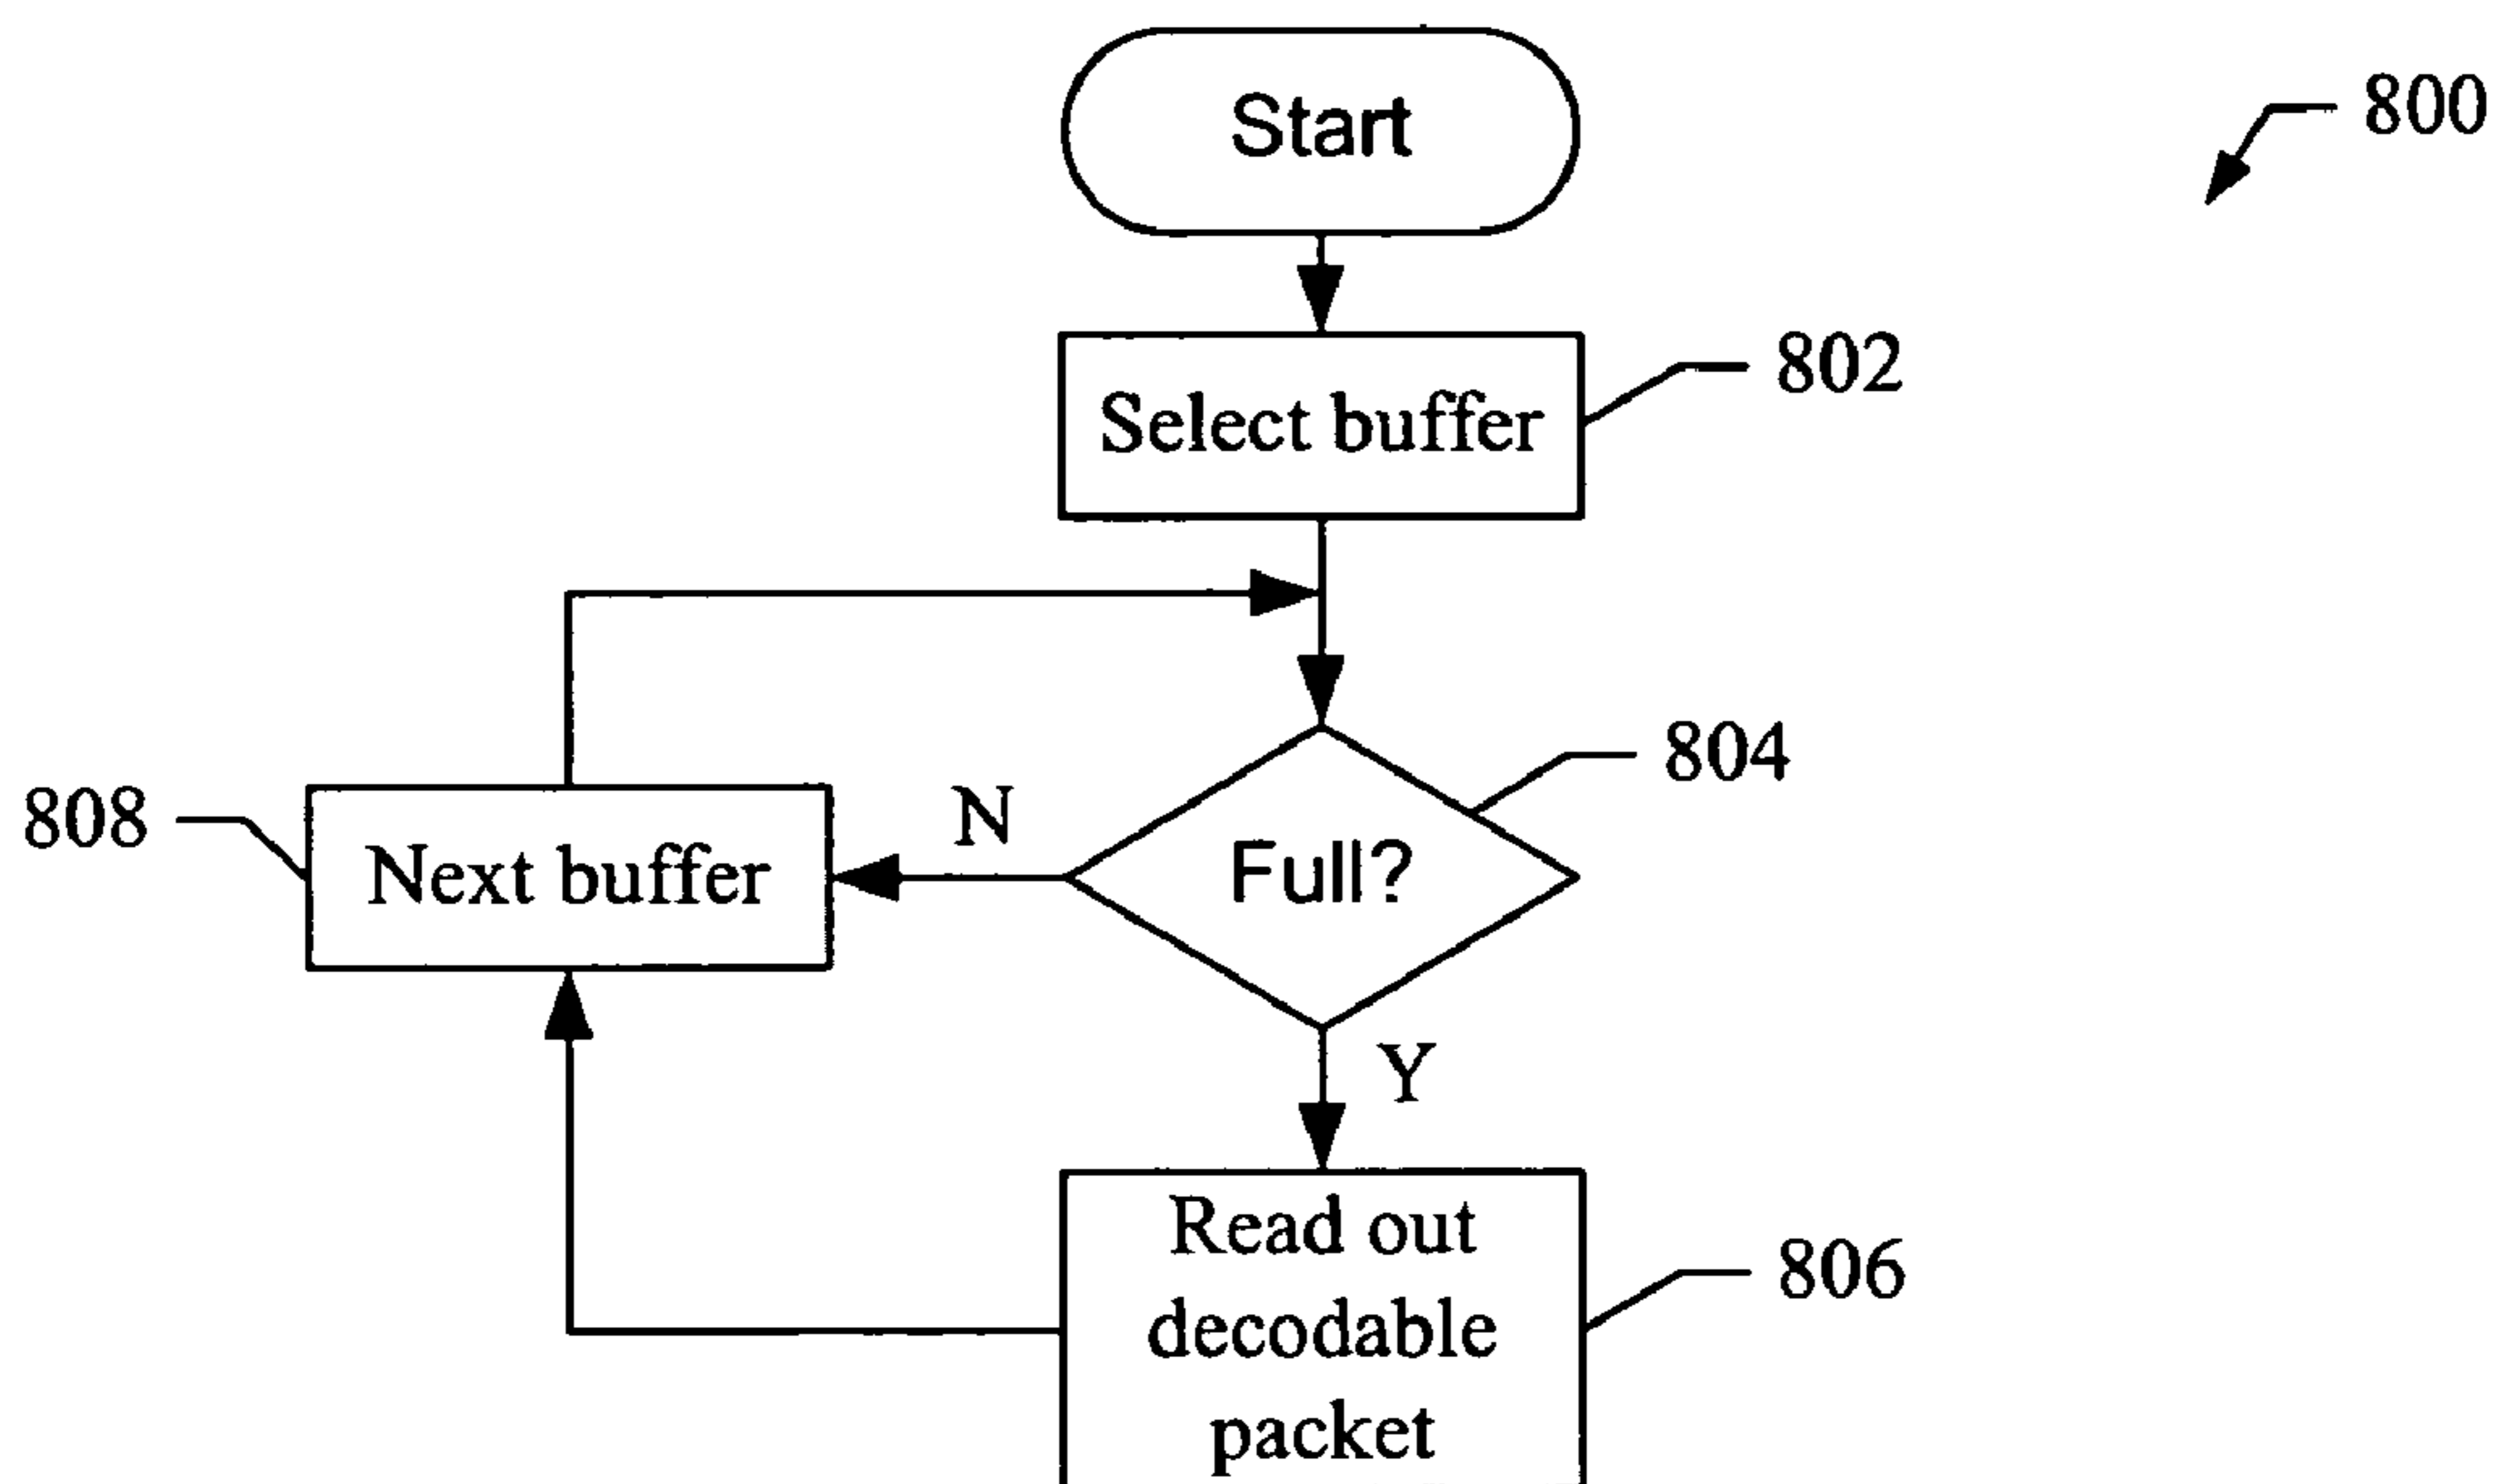 Start
800
802
Select buffer
804
808
N
Next buffer
Full?
Y
Read out
decodable
packet
806